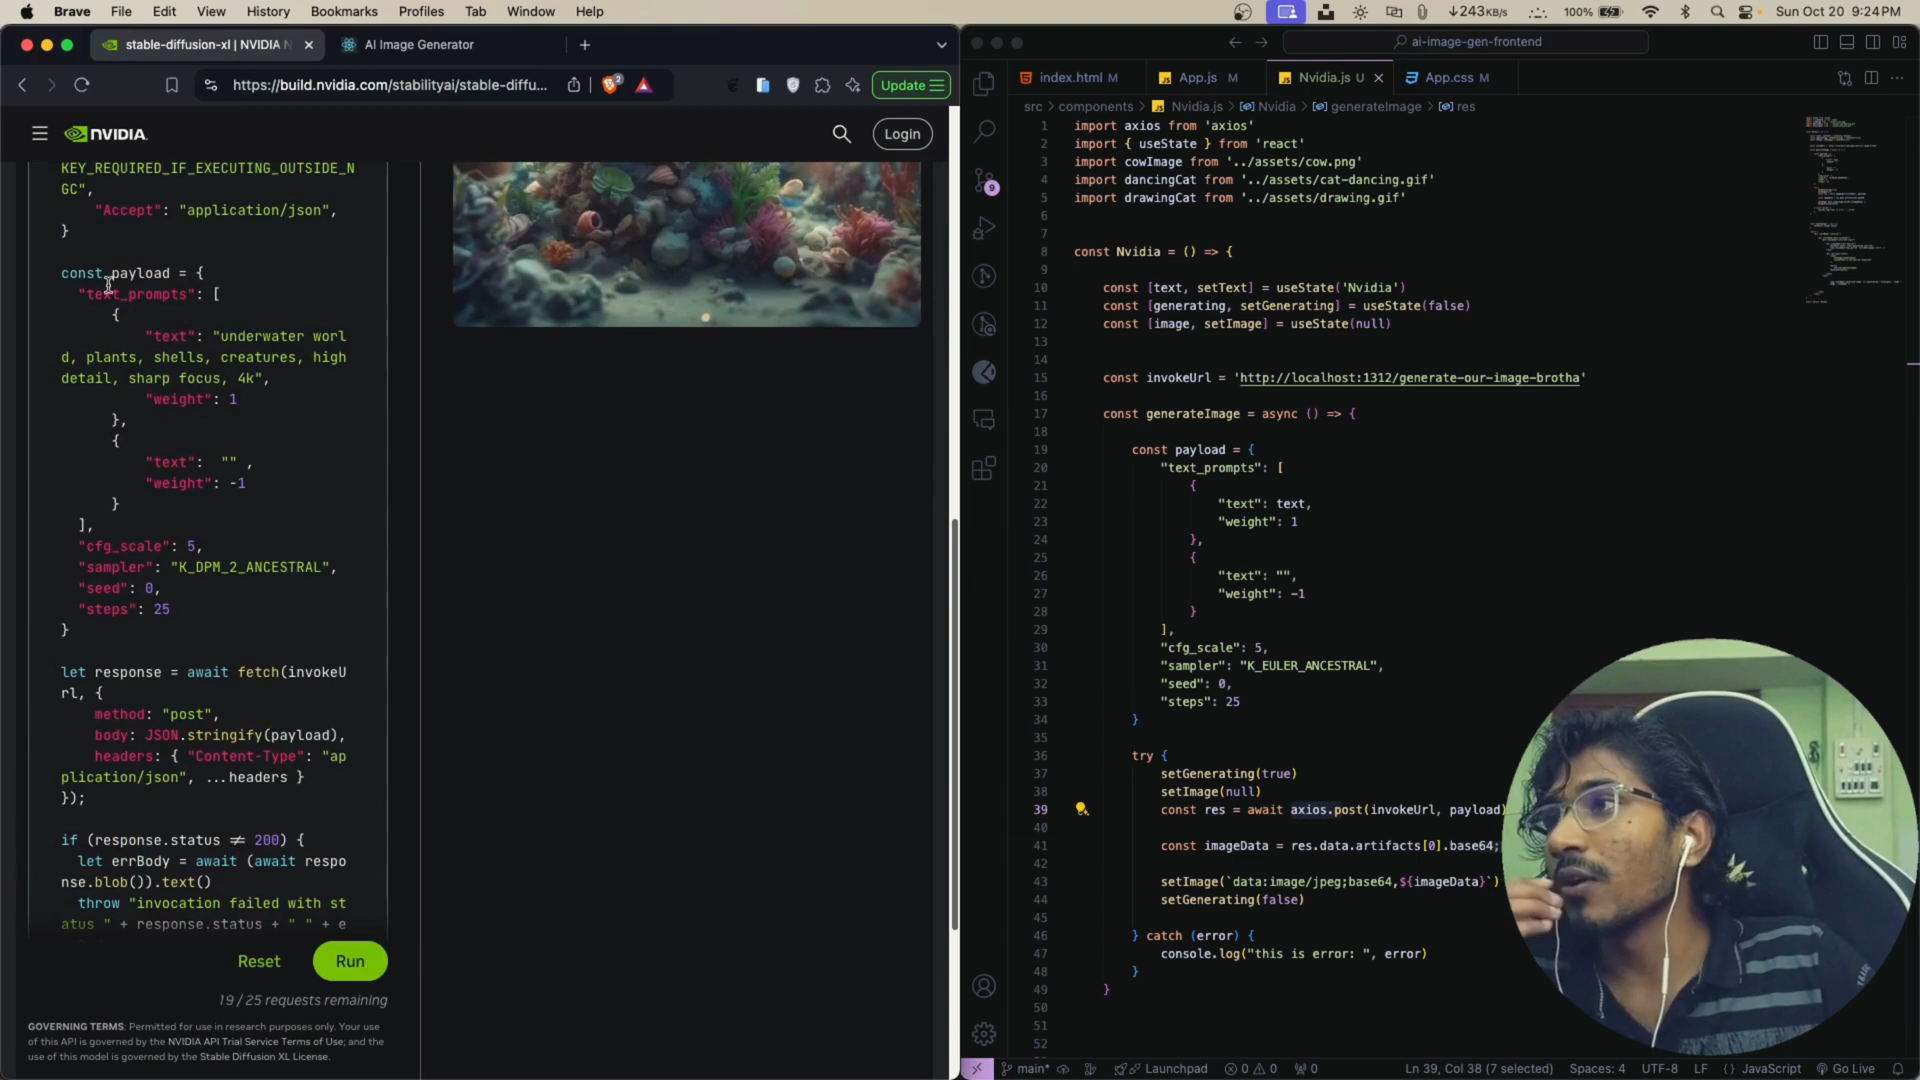 Brave File Edit View History Bookmarks Profiles Tab Window Help
243KB/s 100% Sun Oct 20 9:24PM
stable-diffusion-xl | NVIDIA N
AI Image Generator
https://build.nvidia.com/stabilityai/stable-diffu...
2
Update
NVIDIA.
Login
KEY_REQUIRED_IF_EXECUTING_OUTSIDE_N
GC",
"Accept": "application/json",
}
const payload = {
"text_prompts": [
{
"text": "underwater worl
d, plants, shells, creatures, high
detail, sharp focus, 4k",
"weight": 1
},
{
"text": "" ,
"weight": -1
}
],
"cfg_scale": 5,
"sampler": "K_DPM_2_ANCESTRAL",
"seed": 0,
"steps": 25
}
let response = await fetch(invokeU
rl, {
method: "post",
body: JSON.stringify(payload),
headers: { "Content-Type": "ap
plication/json", ...headers }
});
if (response.status ≠ 200) {
let errBody = await (await respo
nse.blob()).text()
throw "invocation failed with st
atus " + response.status + " " + e
Reset
Run
19 / 25 requests remaining
GOVERNING TERMS: Permitted for use in research purposes only. Your use
of this API is governed by the NVIDIA API Trial Service Terms of Use; and the
use of this model is governed by the Stable Diffusion XL License.
ai-image-gen-frontend
index.html M
App.js M
Nvidia.js U
App.css M
src > components > Nvidia.js > Nvidia > generateImage > res
9
1 import axios from 'axios'
2 import { useState } from 'react'
3 import cowImage from '../assets/cow.png'
4 import dancingCat from '../assets/cat-dancing.gif'
5 import drawingCat from '../assets/drawing.gif'
6
7
8 const Nvidia = () => {
9
10 const [text, setText] = useState('Nvidia')
11 const [generating, setGenerating] = useState(false)
12 const [image, setImage] = useState(null)
13
14
15 const invokeUrl = 'http://localhost:1312/generate-our-image-brotha'
16
17 const generateImage = async () => {
18
19 const payload = {
20 "text_prompts": [
21 {
22 "text": text,
23 "weight": 1
24 },
25 {
26 "text": "",
27 "weight": -1
28 }
29 ],
30 "cfg_scale": 5,
31 "sampler": "K_EULER_ANCESTRAL",
32 "seed": 0,
33 "steps": 25
34 }
35
36 try {
37 setGenerating(true)
38 setImage(null)
39 const res = await axios.post(invokeUrl, payload)
40
41 const imageData = res.data.artifacts[0].base64;
42
43 setImage(`data:image/jpeg;base64,${imageData}`)
44 setGenerating(false)
45
46 } catch (error) {
47 console.log("this is error: ", error)
48 }
49 }
50
51
52
main* Launchpad 0 0 0 Ln 39, Col 38 (7 selected) Spaces: 4 UTF-8 LF {} JavaScript Go Live